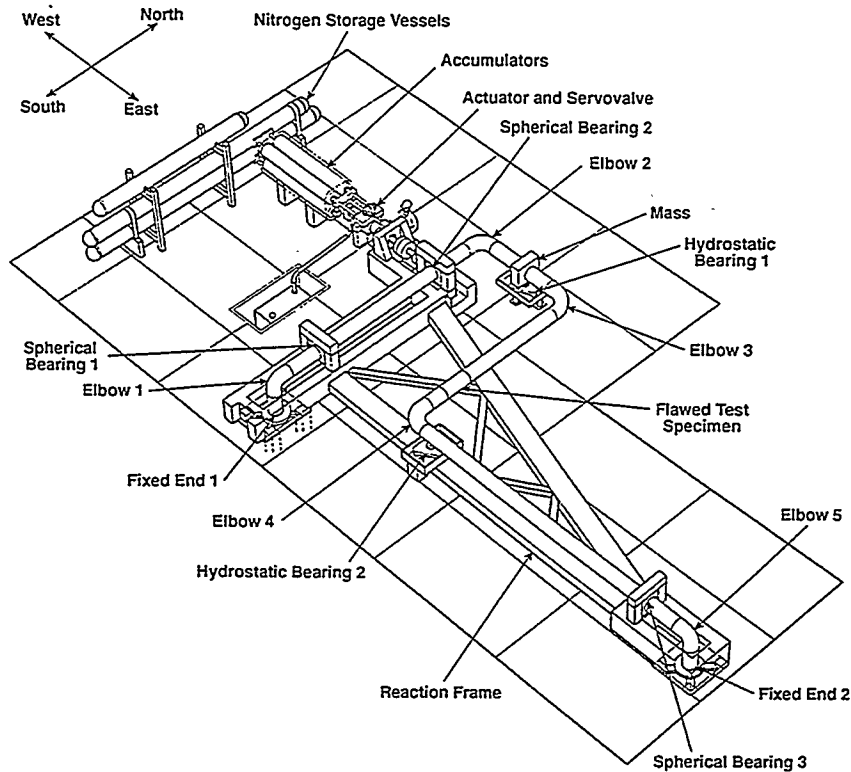 West
North
Nitrogen Storage Vessels
Accumulators
South
East
Actuator and Servovalve
Spherical Bearing 2
Elbow 2
Mass
Hydrostatic
Bearing 1
Spherical
Bearing 1
Elbow 3
Elbow 1
Flawed Test
Specimen
Fixed End 1
Elbow 4
Elbow 5
Hydrostatic Bearing 2
Reaction Frame
Fixed End 2
Spherical Bearing 3